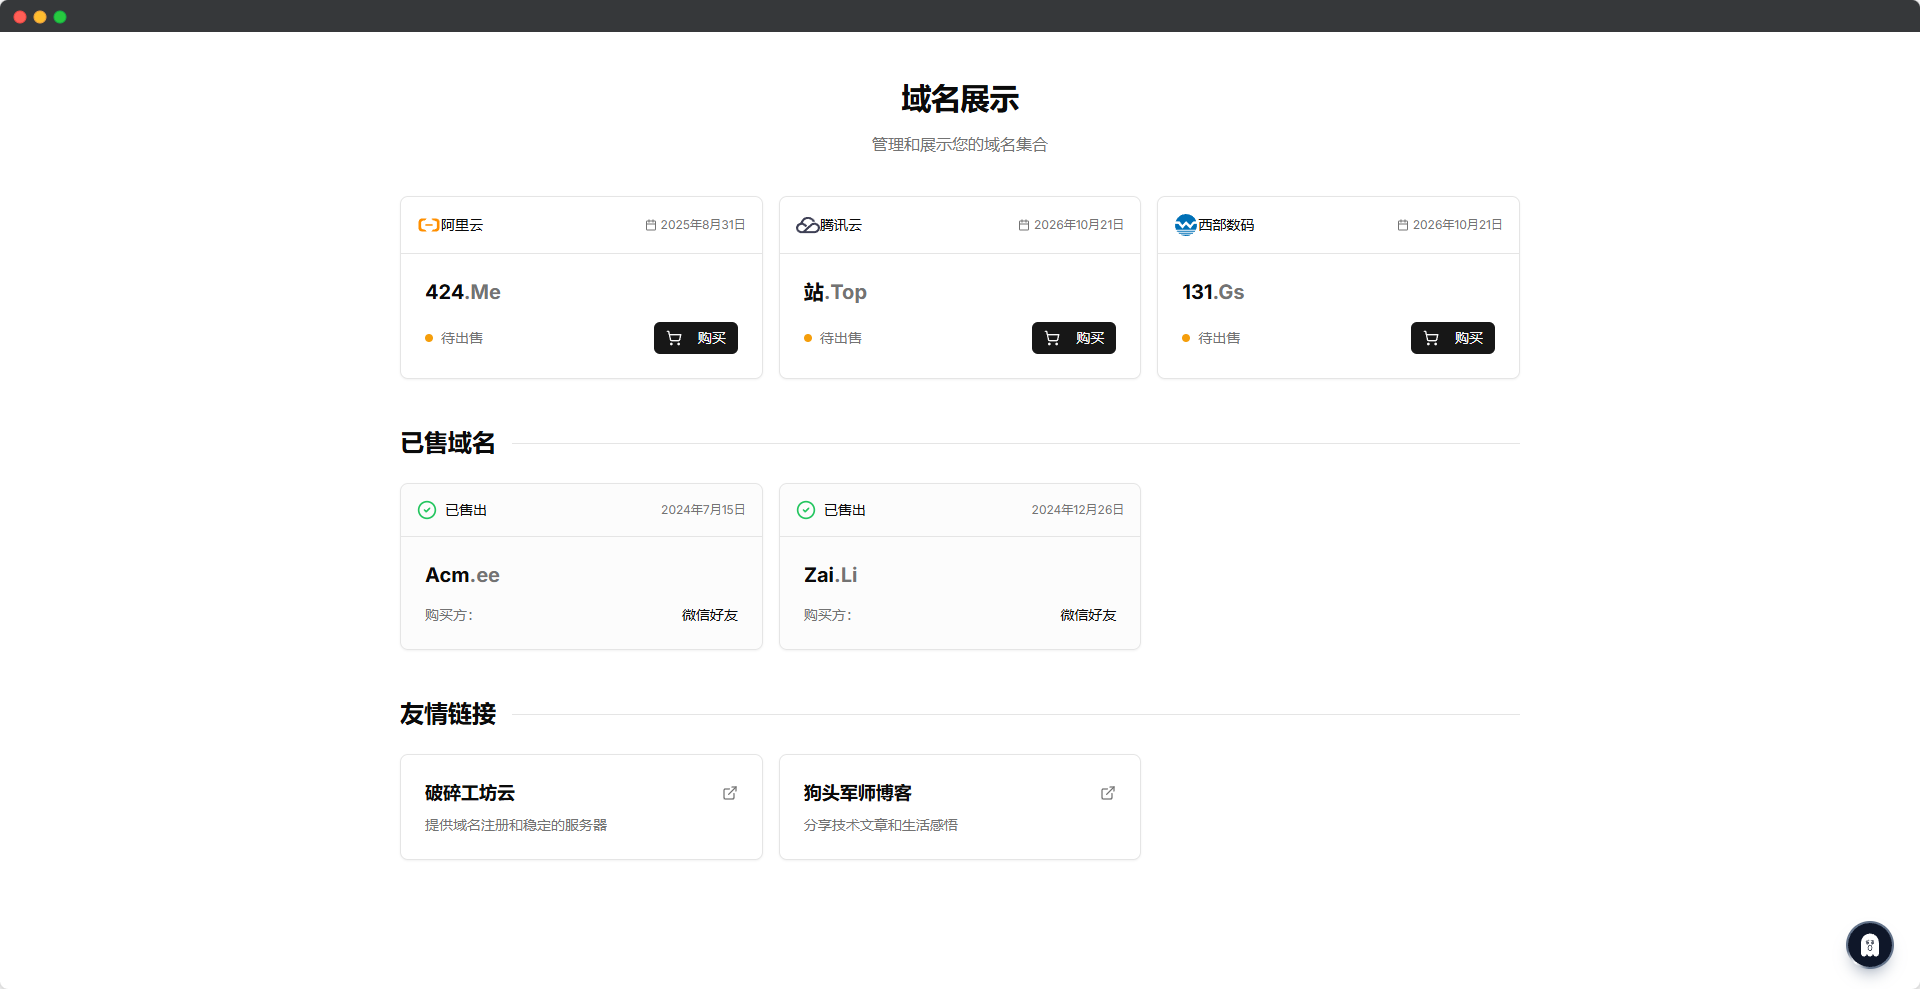 域名展示
管理和展示您的域名集合
阿里云 2025年8月31日
424.Me
待出售 购买
腾讯云 2026年10月21日
站.Top
待出售 购买
西部数码 2026年10月21日
131.Gs
待出售 购买
已售域名
已售出 2024年7月15日
Acm.ee
购买方： 微信好友
已售出 2024年12月26日
Zai.Li
购买方： 微信好友
友情链接
破碎工坊云
提供域名注册和稳定的服务器
狗头军师博客
分享技术文章和生活感悟